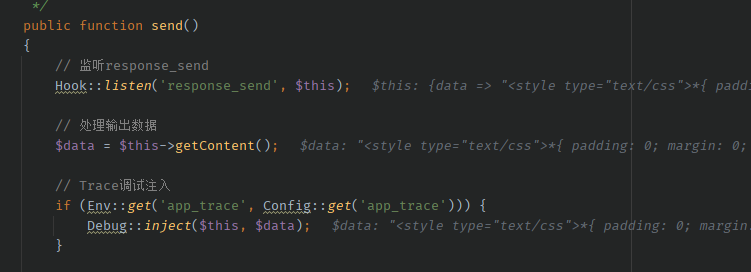 */
public function send()
{
// 监听response_send
Hook::listen('response_send', $this);   $this: {data => "<style type="text/css">*{ paddi
// 处理输出数据
$data = $this->getContent();   $data: "<style type="text/css">*{ padding: 0; margin: 0;
// Trace调试注入
if (Env::get('app_trace', Config::get('app_trace'))) {
Debug::inject($this, $data);   $data: "<style type="text/css">*{ padding: 0; margin:
}